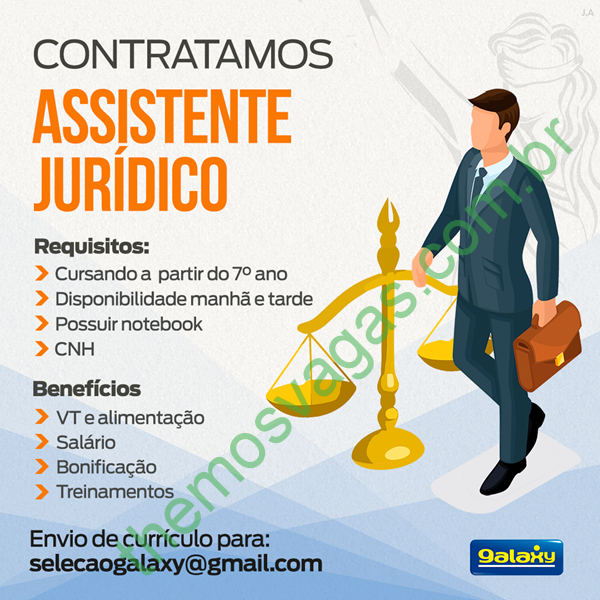 J.A
CONTRATAMOS
ASSISTENTE
JURÍDICO
Requisitos:
Cursando a partir do 7º ano
Disponibilidade manhã e tarde
Possuir notebook
CNH
Benefícios
VT e alimentação
Salário
Bonificação
Treinamentos
Envio de currículo para:
selecaogalaxy@gmail.com
galaxy
themosvagas.com.br